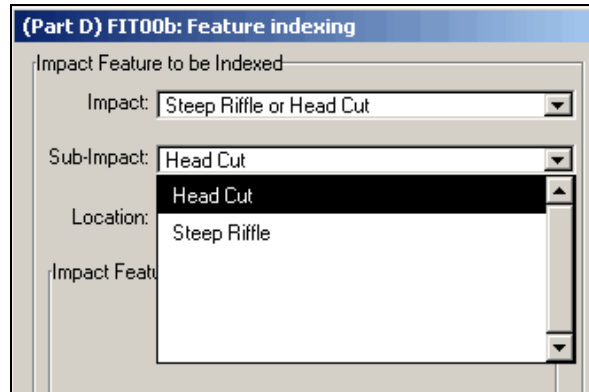 (Part D) FIT00b: Feature indexing
Impact Feature to be Indexed
Impact: Steep Riffle or Head Cut
Sub-Impact: Head Cut
Head Cut
Location:
Steep Riffle
Impact Featu